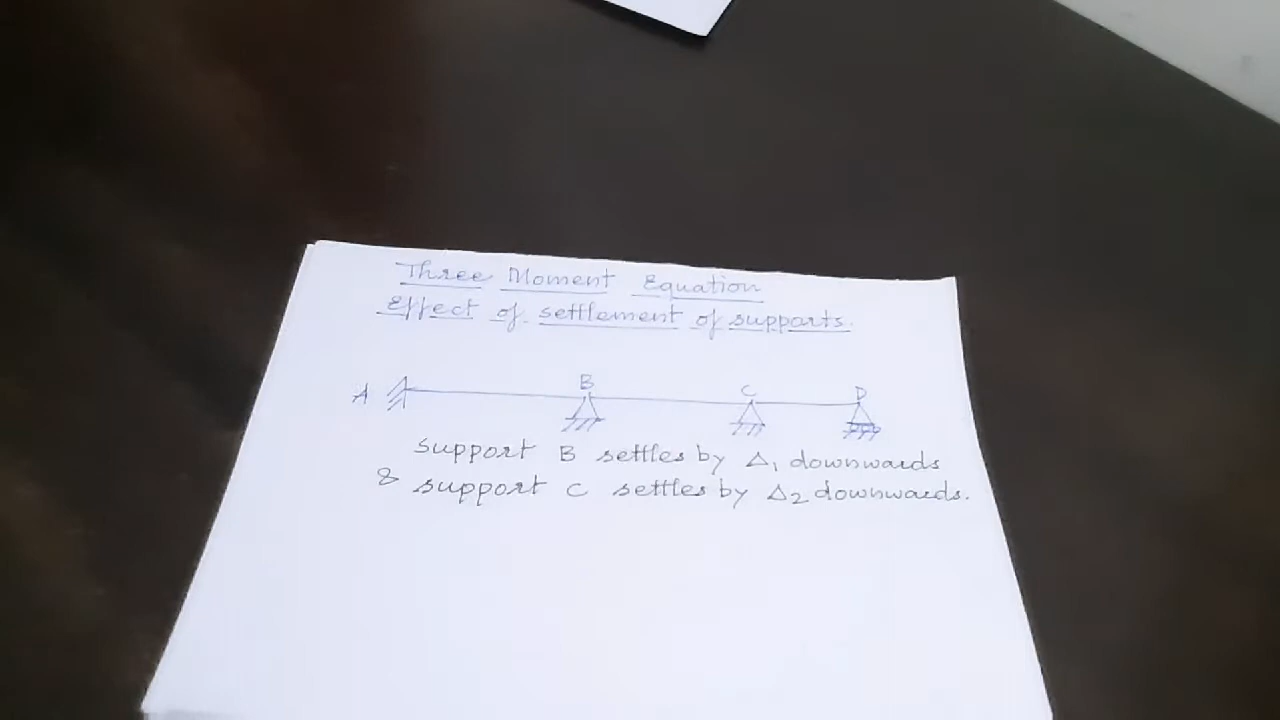 Three Moment Equation
Effect of settlement of supports.
A B C D
support B settles by Δ₁ downwards
& support C settles by Δ₂ downwards.